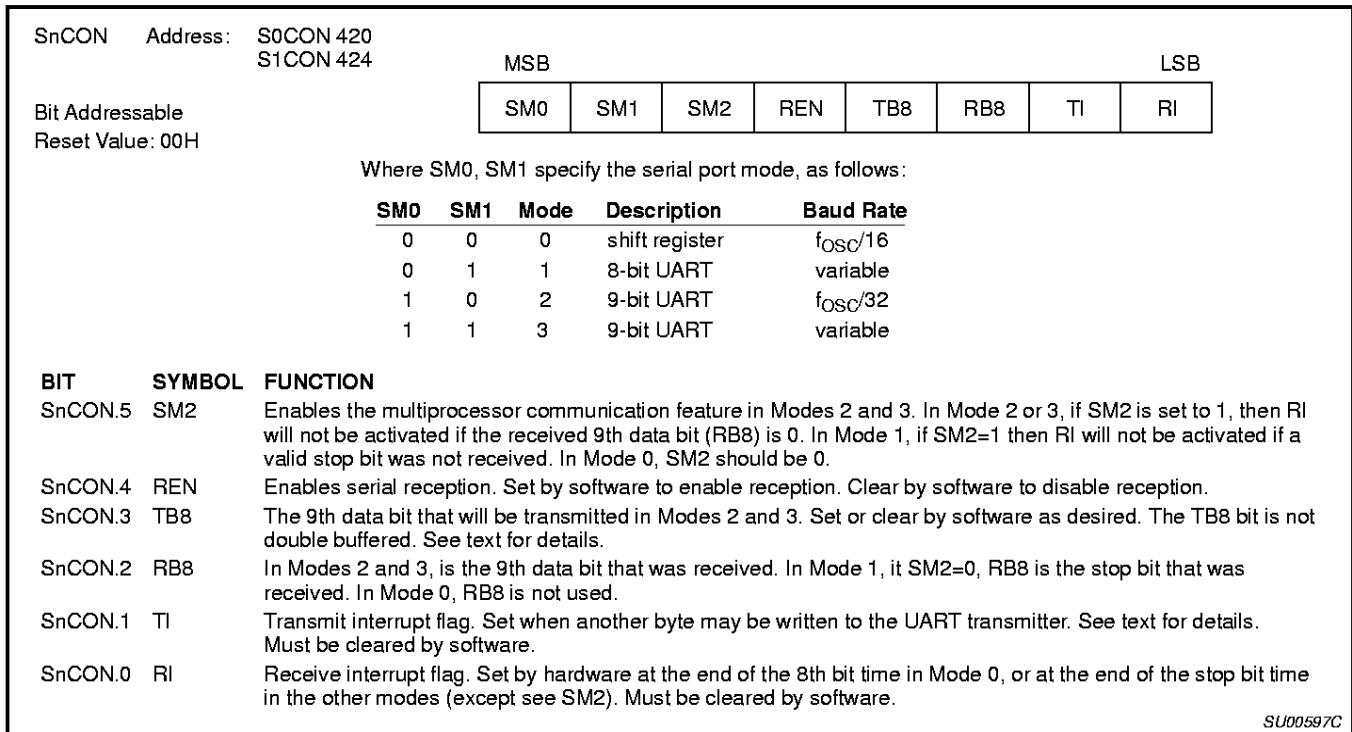 SnCON Address: S0CON 420
S1CON 424
MSB LSB
Bit Addressable
Reset Value: 00H
SM0 SM1 SM2 REN TB8 RB8 TI RI
Where SM0, SM1 specify the serial port mode, as follows:
SM0 SM1 Mode Description Baud Rate
0 0 0 shift register fOSC/16
0 1 1 8-bit UART variable
1 0 2 9-bit UART fOSC/32
1 1 3 9-bit UART variable
BIT SYMBOL FUNCTION
SnCON.5 SM2 Enables the multiprocessor communication feature in Modes 2 and 3. In Mode 2 or 3, if SM2 is set to 1, then RI
will not be activated if the received 9th data bit (RB8) is 0. In Mode 1, if SM2=1 then RI will not be activated if a
valid stop bit was not received. In Mode 0, SM2 should be 0.
SnCON.4 REN Enables serial reception. Set by software to enable reception. Clear by software to disable reception.
SnCON.3 TB8 The 9th data bit that will be transmitted in Modes 2 and 3. Set or clear by software as desired. The TB8 bit is not
double buffered. See text for details.
SnCON.2 RB8 In Modes 2 and 3, is the 9th data bit that was received. In Mode 1, it SM2=0, RB8 is the stop bit that was
received. In Mode 0, RB8 is not used.
SnCON.1 TI Transmit interrupt flag. Set when another byte may be written to the UART transmitter. See text for details.
Must be cleared by software.
SnCON.0 RI Receive interrupt flag. Set by hardware at the end of the 8th bit time in Mode 0, or at the end of the stop bit time
in the other modes (except see SM2). Must be cleared by software.
SU00597C